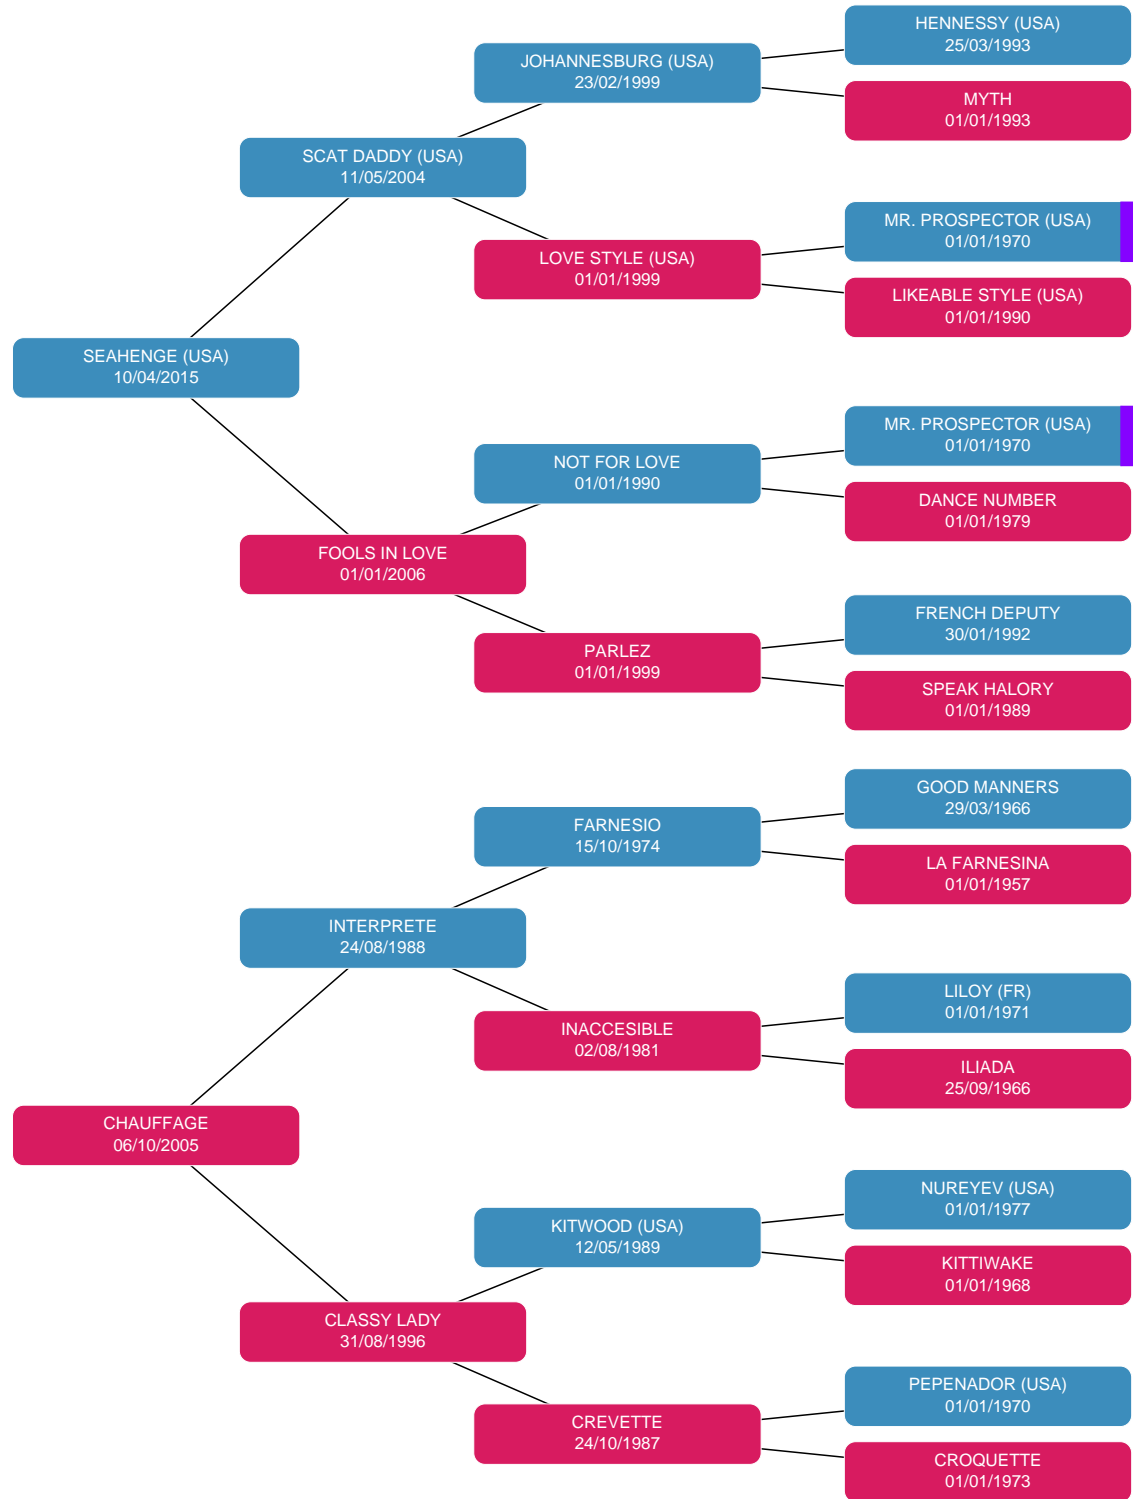 HENNESSY (USA)
25/03/1993
JOHANNESBURG (USA)
23/02/1999
MYTH
01/01/1993
SCAT DADDY (USA)
11/05/2004
MR. PROSPECTOR (USA)
01/01/1970
LOVE STYLE (USA)
01/01/1999
LIKEABLE STYLE (USA)
01/01/1990
SEAHENGE (USA)
10/04/2015
MR. PROSPECTOR (USA)
01/01/1970
NOT FOR LOVE
01/01/1990
DANCE NUMBER
01/01/1979
FOOLS IN LOVE
01/01/2006
FRENCH DEPUTY
30/01/1992
PARLEZ
01/01/1999
SPEAK HALORY
01/01/1989
GOOD MANNERS
29/03/1966
FARNESIO
15/10/1974
LA FARNESINA
01/01/1957
INTERPRETE
24/08/1988
LILOY (FR)
01/01/1971
INACCESIBLE
02/08/1981
ILIADA
25/09/1966
CHAUFFAGE
06/10/2005
NUREYEV (USA)
01/01/1977
KITWOOD (USA)
12/05/1989
KITTIWAKE
01/01/1968
CLASSY LADY
31/08/1996
PEPENADOR (USA)
01/01/1970
CREVETTE
24/10/1987
CROQUETTE
01/01/1973